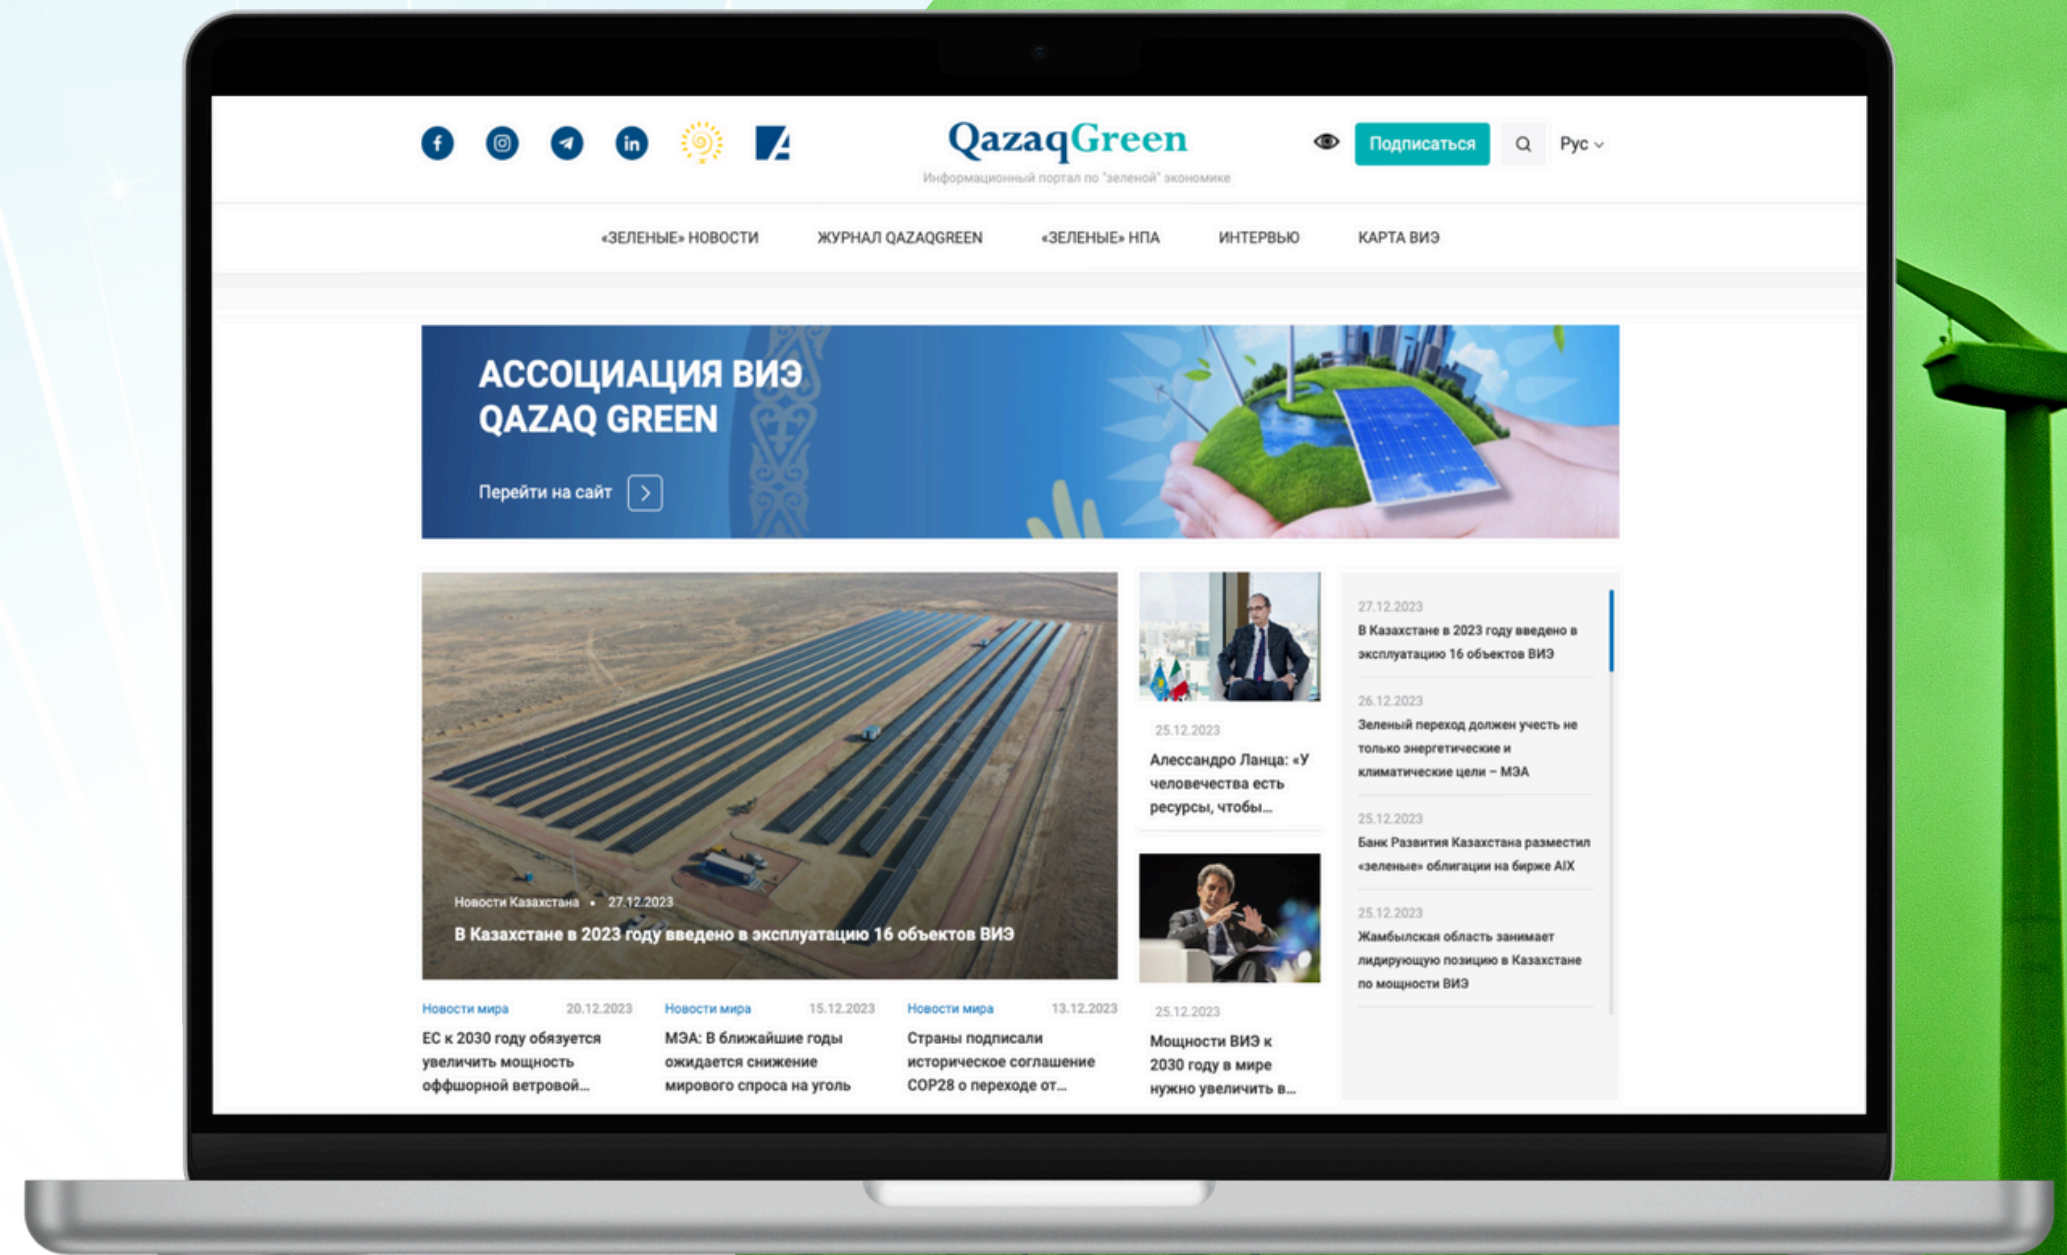 QazaqGreen
Информационный портал по "зеленой" экономике
Подписаться
Рус
«ЗЕЛЕНЫЕ» НОВОСТИ
ЖУРНАЛ QAZAQGREEN
«ЗЕЛЕНЫЕ» НПА
ИНТЕРВЬЮ
КАРТА ВИЭ
АССОЦИАЦИЯ ВИЭ
QAZAQ GREEN
Перейти на сайт
Новости Казахстана • 27.12.2023
В Казахстане в 2023 году введено в эксплуатацию 16 объектов ВИЭ
Новости мира 20.12.2023
ЕС к 2030 году обязуется
увеличить мощность
оффшорной ветровой...
Новости мира 15.12.2023
МЭА: В ближайшие годы
ожидается снижение
мирового спроса на уголь
Новости мира 13.12.2023
Страны подписали
историческое соглашение
COP28 о переходе от...
25.12.2023
Алессандро Ланца: «У
человечества есть
ресурсы, чтобы...
25.12.2023
Мощности ВИЭ к
2030 году в мире
нужно увеличить в...
27.12.2023
В Казахстане в 2023 году введено в
эксплуатацию 16 объектов ВИЭ
26.12.2023
Зеленый переход должен учесть не
только энергетические и
климатические цели – МЭА
25.12.2023
Банк Развития Казахстана разместил
«зеленые» облигации на бирже AIX
25.12.2023
Жамбылская область занимает
лидирующую позицию в Казахстане
по мощности ВИЭ